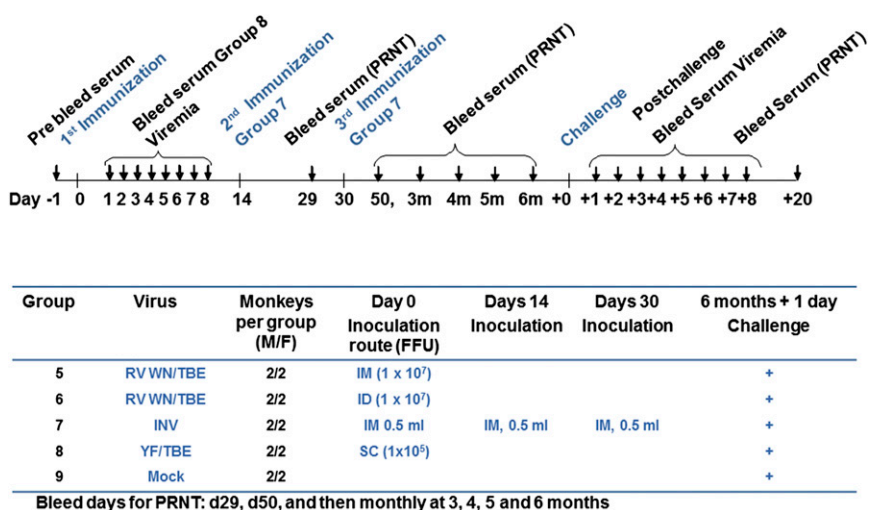 Pre bleed serum
1st Immunization
Bleed serum Group 8
Viremia
2nd Immunization
Group 7
Bleed serum (PRNT)
3rd Immunization
Group 7
Bleed serum (PRNT)
Challenge
Postchallenge
Bleed Serum Viremia
Bleed Serum (PRNT)
Day -1 0 1 2 3 4 5 6 7 8 14 29 30 50, 3m 4m 5m 6m +0 +1 +2 +3 +4 +5 +6 +7 +8 +20
Group Virus Monkeys per group (M/F) Day 0 Inoculation route (FFU) Days 14 Inoculation Days 30 Inoculation 6 months + 1 day Challenge
5 RV WN/TBE 2/2 IM (1 x 10⁷) +
6 RV WN/TBE 2/2 ID (1 x 10⁷) +
7 INV 2/2 IM 0.5 ml IM, 0.5 ml IM, 0.5 ml +
8 YF/TBE 2/2 SC (1x10⁵) +
9 Mock 2/2 +
Bleed days for PRNT: d29, d50, and then monthly at 3, 4, 5 and 6 months